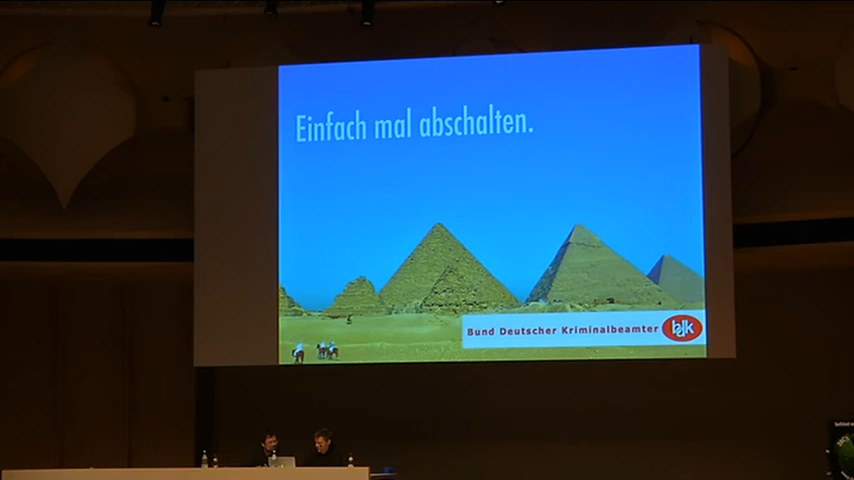 Einfach mal abschalten.
Bund Deutscher Kriminalbeamter
bdk